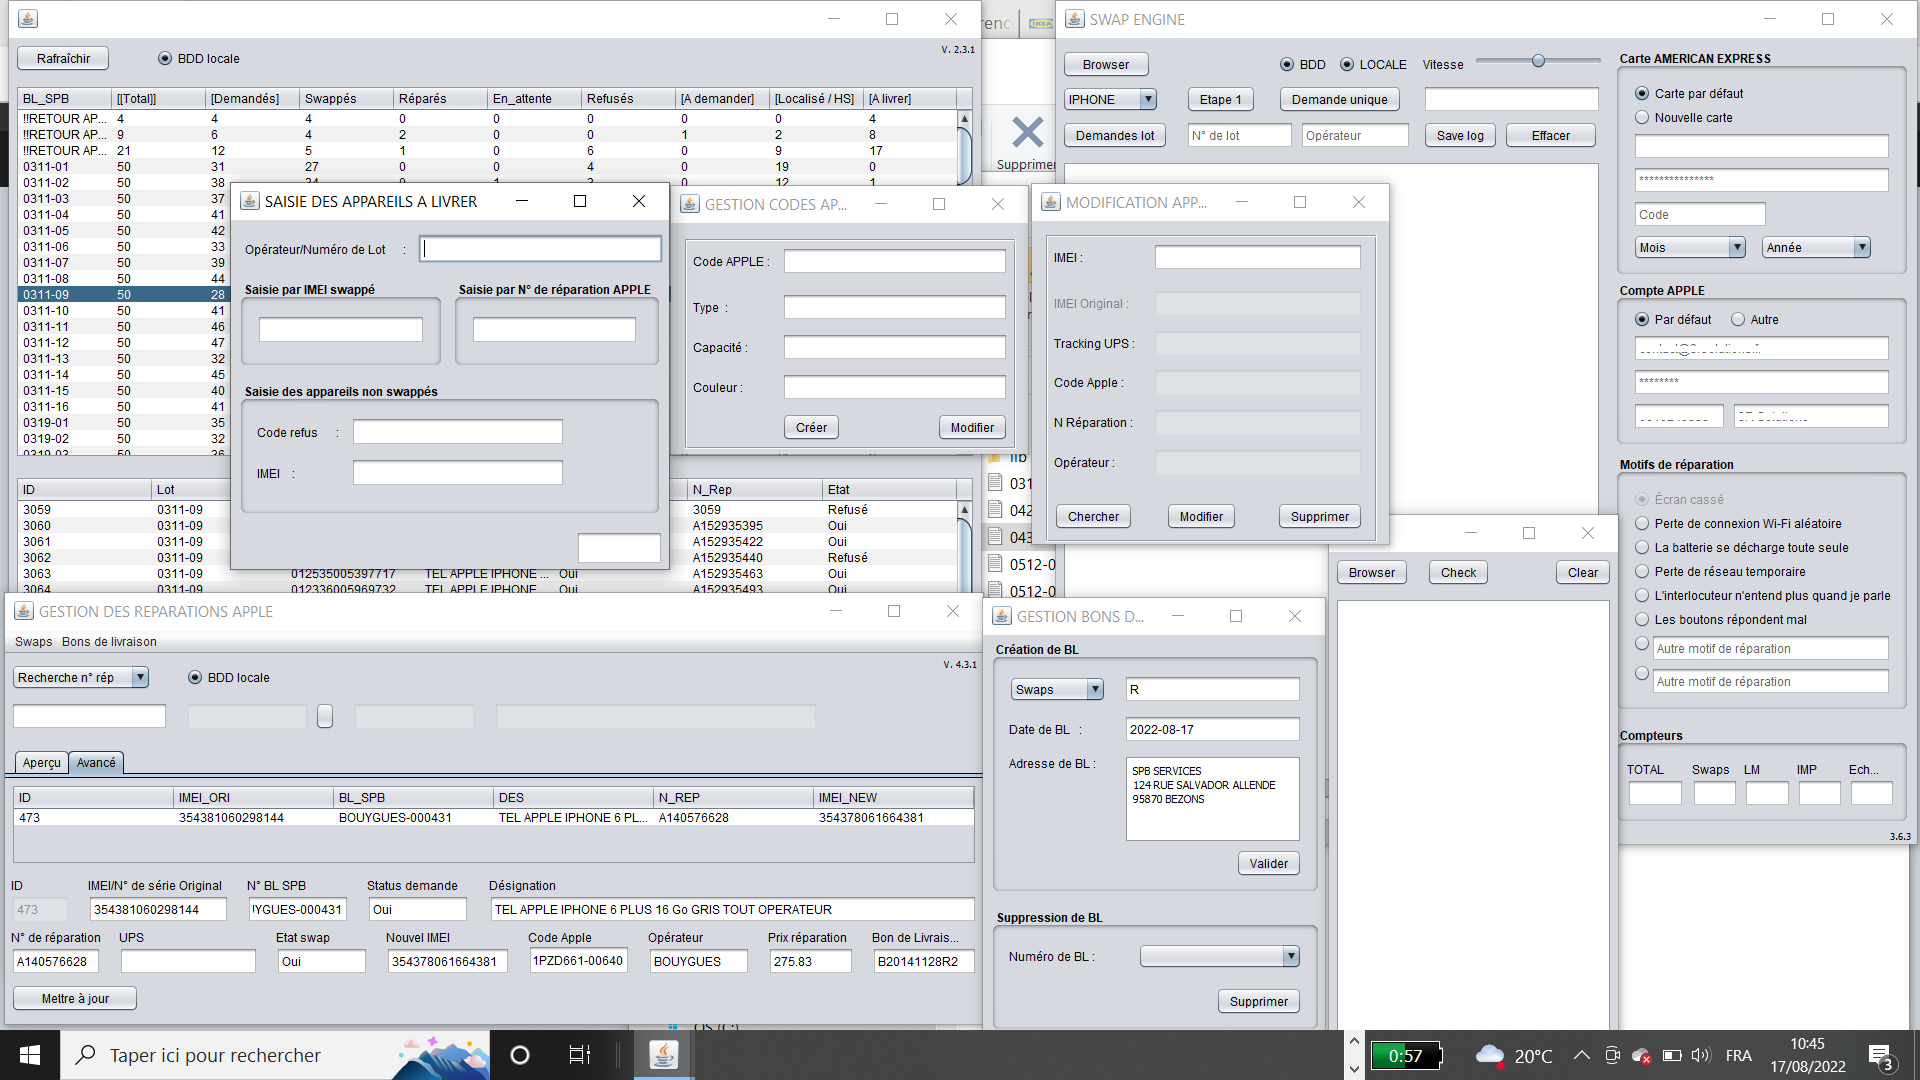 Rafraîchir
BDD locale
V. 2.3.1
BL_SPB [[Total]] [Demandés] Swappés Réparés En_attente Refusés [A demander] [Localisé / HS] [A livrer]
!!RETOUR AP... 4 4 4 0 0 0 0 0 4
!!RETOUR AP... 9 6 4 2 0 0 1 2 8
!!RETOUR AP... 21 12 5 1 0 6 0 9 17
0311-01 50 31 27 0 0 4 0 19 0
0311-02 50 38
0311-03 50 37
0311-04 50 41
0311-05 50 42
0311-06 50 33
0311-07 50 39
0311-08 50 44
0311-09 50 28
0311-10 50 41
0311-11 50 46
0311-12 50 47
0311-13 50 32
0311-14 50 45
0311-15 50 40
0311-16 50 41
0319-01 50 35
0319-02 50 32
0319-03 50 36
ID Lot N_Rep Etat
3059 0311-09 3059 Refusé
3060 0311-09 A152935395 Oui
3061 0311-09 A152935422 Oui
3062 0311-09 A152935440 Refusé
3063 0311-09 012535005397717 TEL APPLE IPHONE ... Oui A152935463 Oui
3064 0311-09 012336005969732 TEL APPLE IPHONE ... Oui A152935493 Oui
SAISIE DES APPAREILS A LIVRER
Opérateur/Numéro de Lot :
Saisie par IMEI swappé
Saisie par N° de réparation APPLE
Saisie des appareils non swappés
Code refus :
IMEI :
GESTION CODES AP...
Code APPLE :
Type :
Capacité :
Couleur :
Créer
Modifier
MODIFICATION APP...
IMEI :
IMEI Original :
Tracking UPS :
Code Apple :
N Réparation :
Opérateur :
Chercher
Modifier
Supprimer
IKEA
Supprimer
lib
031
042
043
0512-0
0512-0
OS (C:)
SWAP ENGINE
Browser
BDD
LOCALE
Vitesse
IPHONE
Etape 1
Demande unique
Demandes lot
N° de lot
Opérateur
Save log
Effacer
Carte AMERICAN EXPRESS
Carte par défaut
Nouvelle carte
***************
Code
Mois
Année
Compte APPLE
Par défaut
Autre
********
Motifs de réparation
Écran cassé
Perte de connexion Wi-Fi aléatoire
La batterie se décharge toute seule
Perte de réseau temporaire
L'interlocuteur n'entend plus quand je parle
Les boutons répondent mal
Autre motif de réparation
Autre motif de réparation
Compteurs
TOTAL Swaps LM IMP Ech...
3.6.3
Browser
Check
Clear
GESTION DES REPARATIONS APPLE
Swaps Bons de livraison
V. 4.3.1
Recherche n° rép
BDD locale
Aperçu
Avancé
ID IMEI_ORI BL_SPB DES N_REP IMEI_NEW
473 354381060298144 BOUYGUES-000431 TEL APPLE IPHONE 6 PL... A140576628 354378061664381
ID IMEI/N° de série Original N° BL SPB Status demande Désignation
473 354381060298144 YGUES-000431 Oui TEL APPLE IPHONE 6 PLUS 16 Go GRIS TOUT OPERATEUR
N° de réparation UPS Etat swap Nouvel IMEI Code Apple Opérateur Prix réparation Bon de Livrais...
A140576628 Oui 354378061664381 1PZD661-00640 BOUYGUES 275.83 B20141128R2
Mettre à jour
GESTION BONS D...
Création de BL
Swaps
R
Date de BL :
2022-08-17
Adresse de BL :
SPB SERVICES
124 RUE SALVADOR ALLENDE
95870 BEZONS
Valider
Suppression de BL
Numéro de BL :
Supprimer
Taper ici pour rechercher
0:57
20°C
FRA
10:45
17/08/2022
3